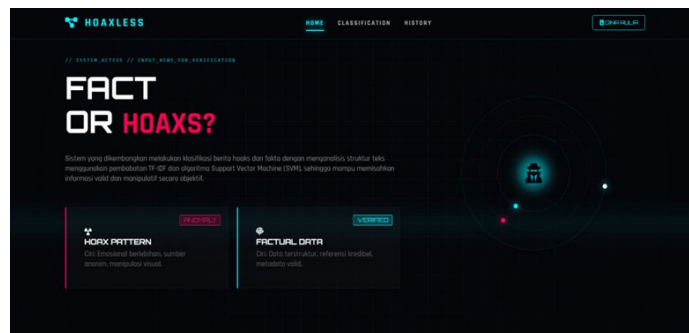 HOAXLESS
HOME CLASSIFICATION HISTORY
DINA AULIA
// SYSTEM_ACTIVE // INPUT_NEWS_FOR_VERIFICATION
FACT
OR HOAXS?
Sistem yang dikembangkan melakukan klasifikasi berita hoaks dan fakta dengan menganalisis struktur teks
menggunakan pembobotan TF-IDF dan algoritma Support Vector Machine (SVM), sehingga mampu memisahkan
informasi valid dan manipulatif secara objektif.
ANOMALY
HOAX PATTERN
Ciri: Emosional berlebihan, sumber
anonim, manipulasi visual.
VERIFIED
FACTUAL DATA
Ciri: Data terstruktur, referensi kredibel,
metadata valid.